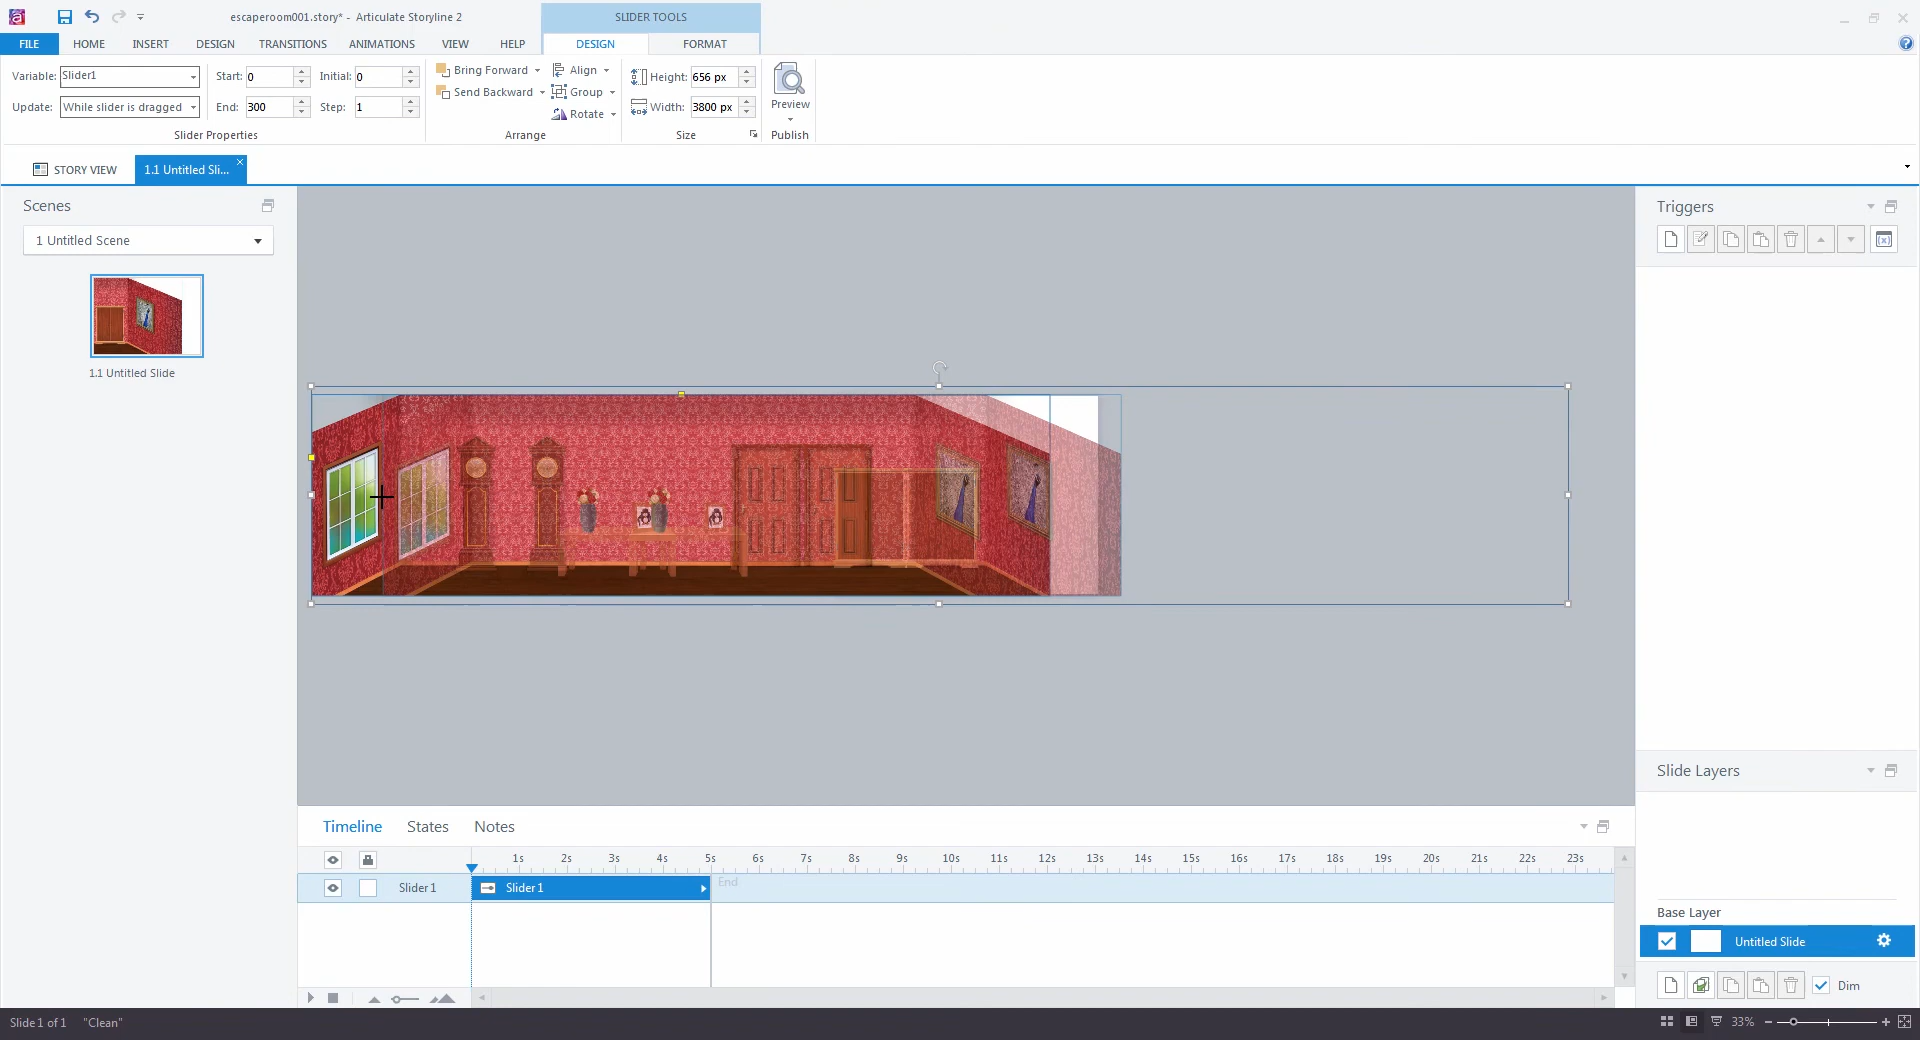 escaperoom001.story* - Articulate Storyline 2
SLIDER TOOLS
FILE HOME INSERT DESIGN TRANSITIONS ANIMATIONS VIEW HELP DESIGN FORMAT
Variable: Slider1 Start: 0 Initial: 0 Bring Forward Align Height: 656 px
Send Backward Group
Update: While slider is dragged End: 300 Step: 1 Rotate Width: 3800 px Preview
Slider Properties Arrange Size Publish
STORY VIEW 1.1 Untitled Sli...
Scenes
1 Untitled Scene
1.1 Untitled Slide
Triggers
(x)
Slide Layers
Timeline States Notes
1s 2s 3s 4s 5s 6s 7s 8s 9s 10s 11s 12s 13s 14s 15s 16s 17s 18s 19s 20s 21s 22s 23s
Slider1 Slider1 End
Base Layer
Untitled Slide
Dim
Slide 1 of 1 "Clean" 33%